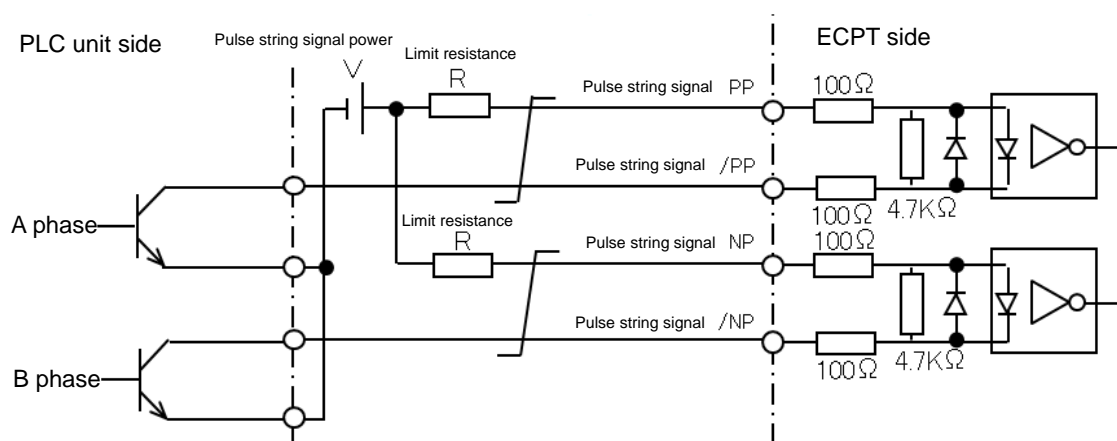 PLC unit side
Pulse string signal power
V
ECPT side
Limit resistance
R
Pulse string signal PP
100Ω
Pulse string signal /PP
100Ω
4.7KΩ
A phase
Limit resistance
R
Pulse string signal NP
100Ω
Pulse string signal /NP
100Ω
4.7KΩ
B phase